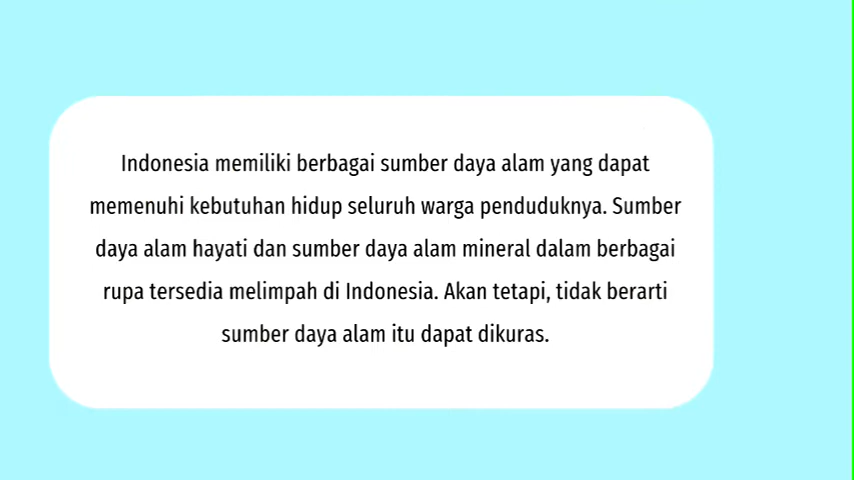 Indonesia memiliki berbagai sumber daya alam yang dapat
memenuhi kebutuhan hidup seluruh warga penduduknya. Sumber
daya alam hayati dan sumber daya alam mineral dalam berbagai
rupa tersedia melimpah di Indonesia. Akan tetapi, tidak berarti
sumber daya alam itu dapat dikuras.